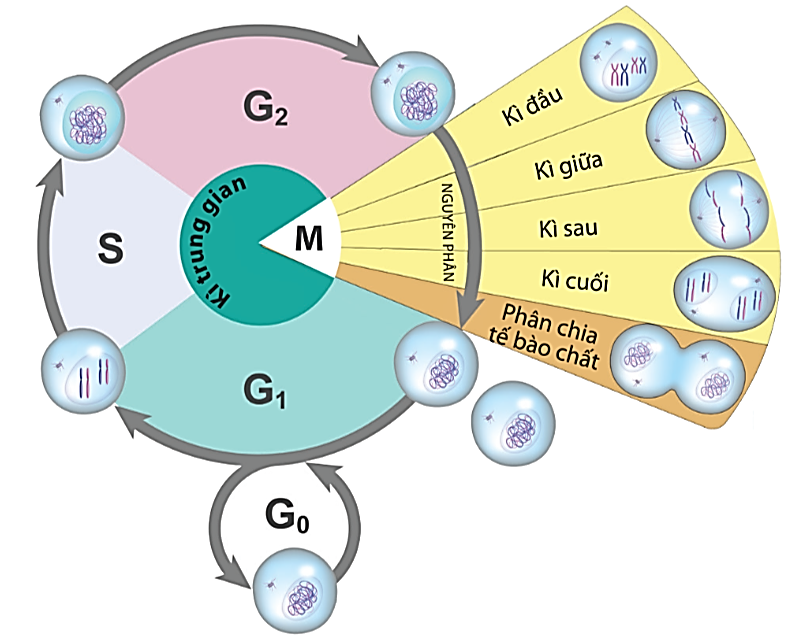 G₂
S
Kì trung gian
M
G₁
G₀
NGUYÊN PHÂN
Kì đầu
Kì giữa
Kì sau
Kì cuối
Phân chia
tế bào chất